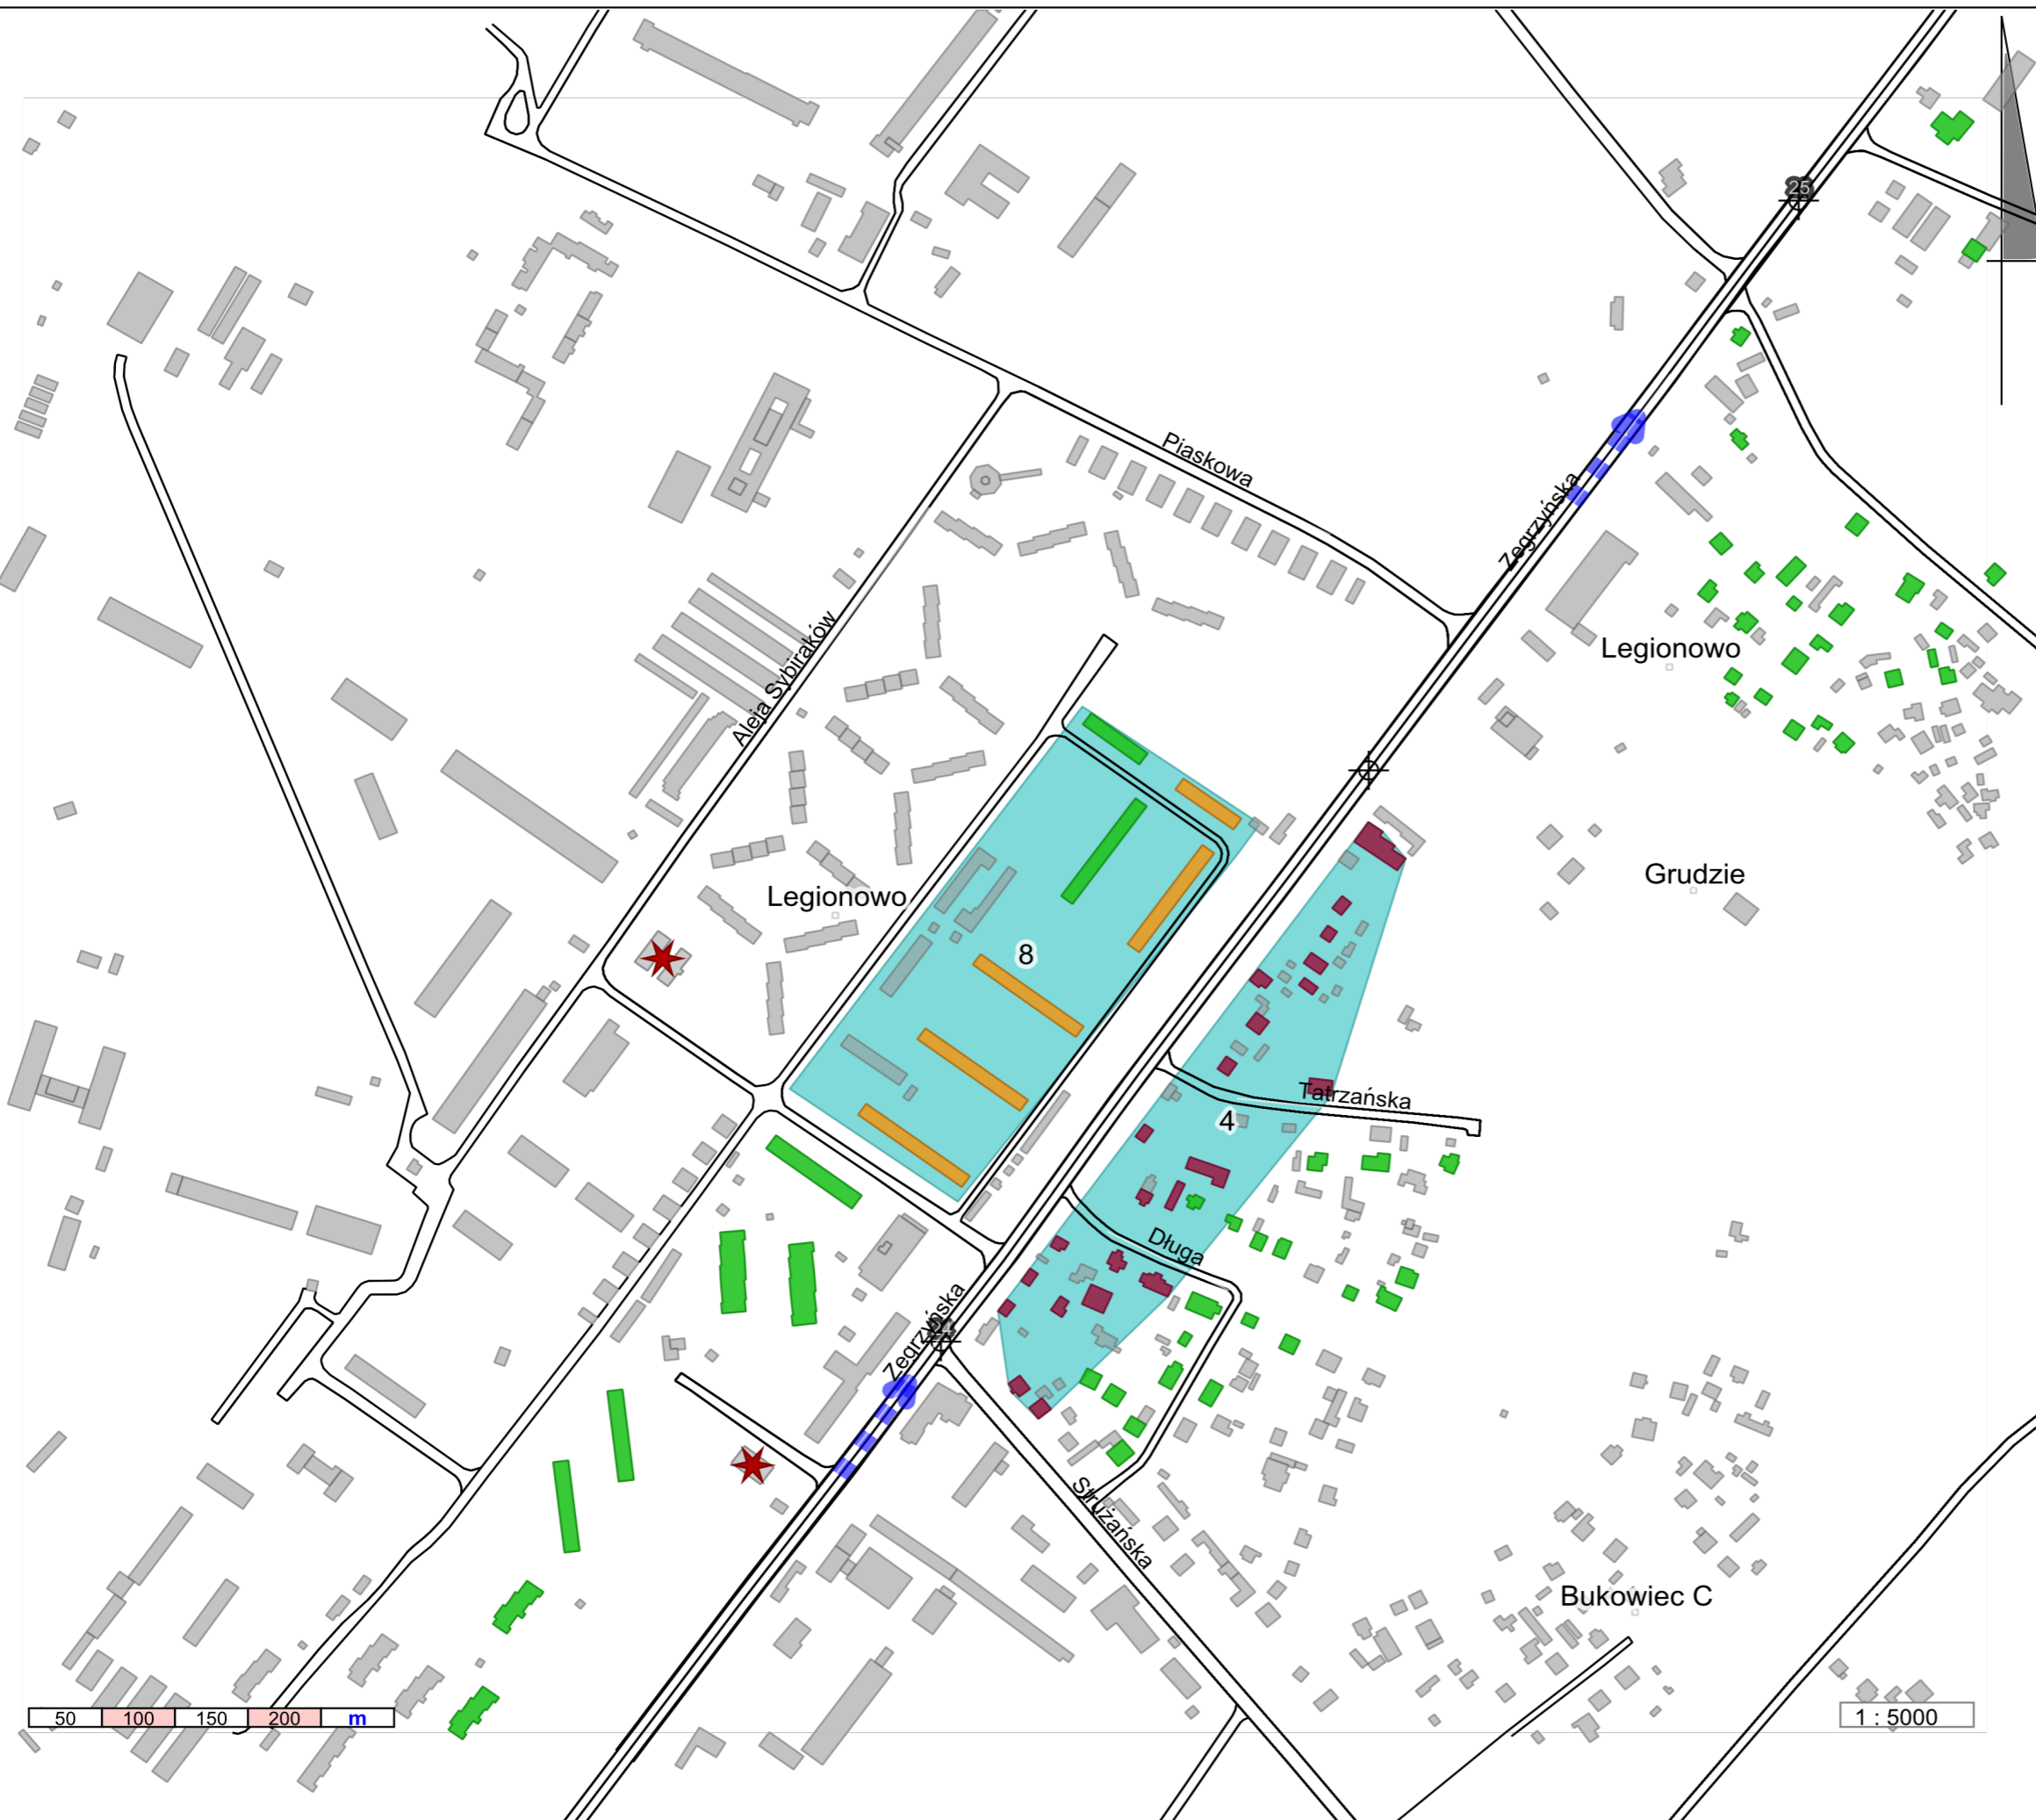 25
Piaskowa
Zegrzyńska
Legionowo
Aleja Sybiraków
Grudzie
Legionowo
8
Tatrzańska
4
Długa
Zegrzyńska
Strużańska
Bukowiec C
50 100 150 200 m
1 : 5000